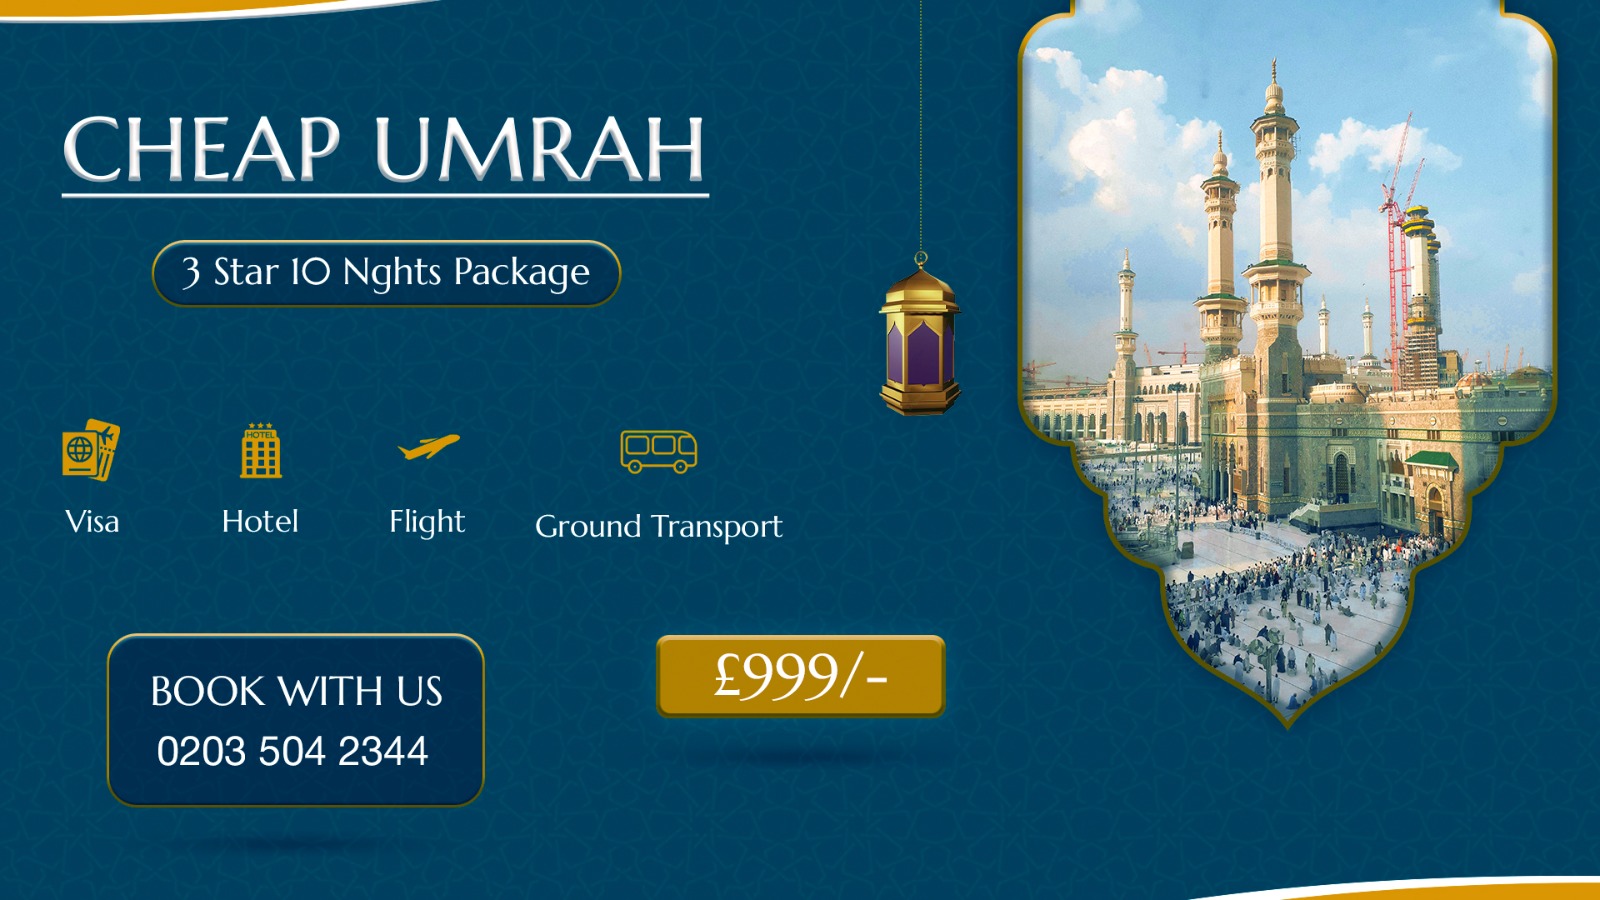 CHEAP UMRAH
3 Star 10 Nghts Package
HOTEL
Visa
Hotel
Flight
Ground Transport
BOOK WITH US
0203 504 2344
£999/-